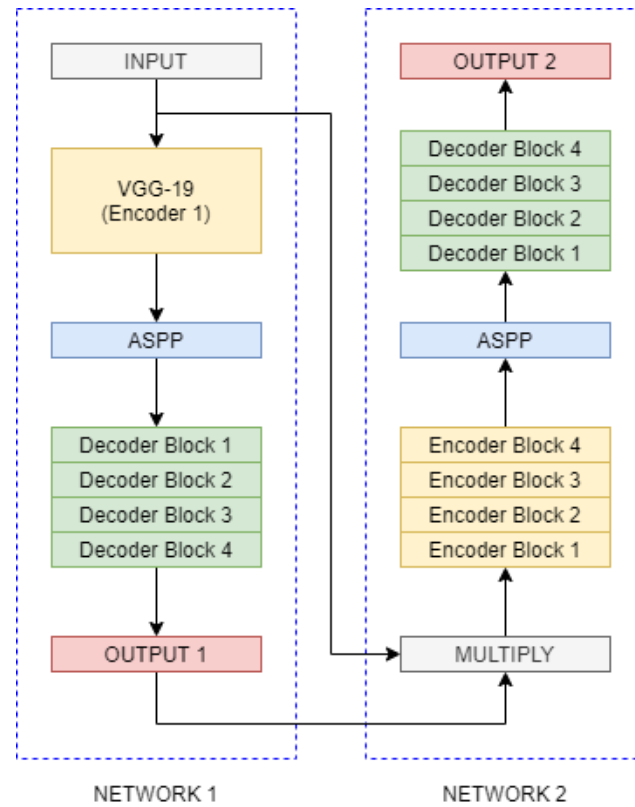 INPUT
VGG-19
(Encoder 1)
ASPP
Decoder Block 1
Decoder Block 2
Decoder Block 3
Decoder Block 4
OUTPUT 1
NETWORK 1
OUTPUT 2
Decoder Block 4
Decoder Block 3
Decoder Block 2
Decoder Block 1
ASPP
Encoder Block 4
Encoder Block 3
Encoder Block 2
Encoder Block 1
MULTIPLY
NETWORK 2